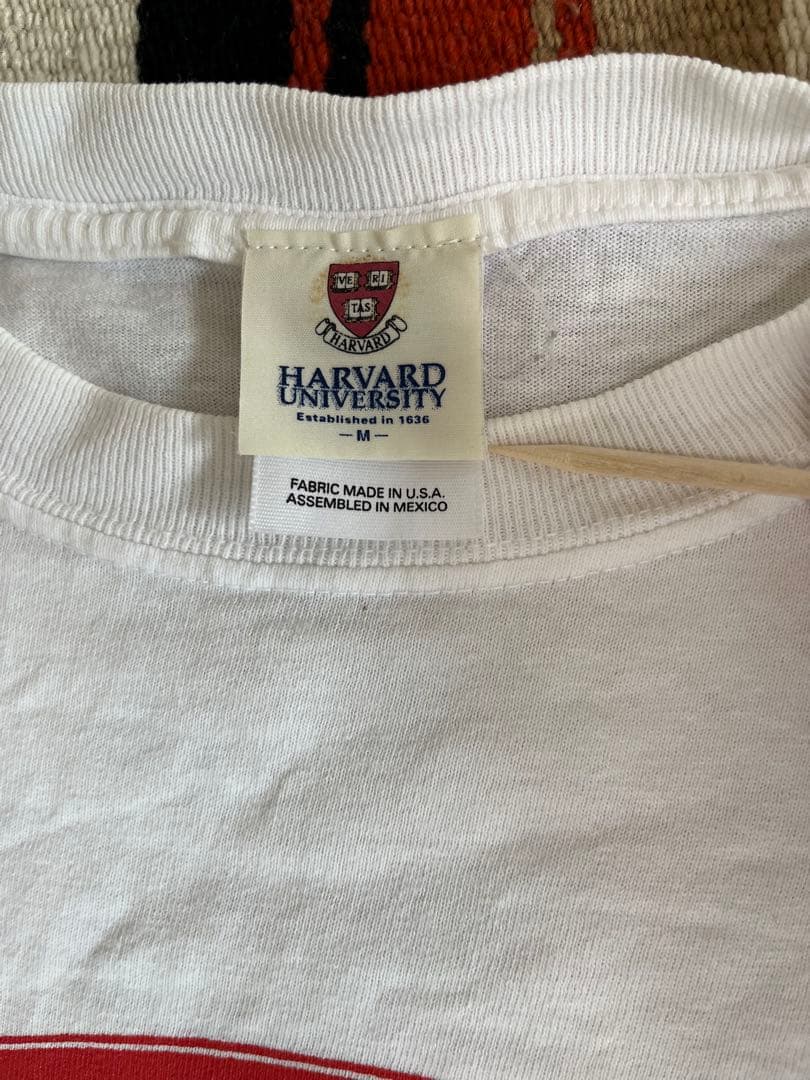 VE RI
TAS
HARVARD
HARVARD
UNIVERSITY
Established in 1636
– M –
FABRIC MADE IN U.S.A.
ASSEMBLED IN MEXICO